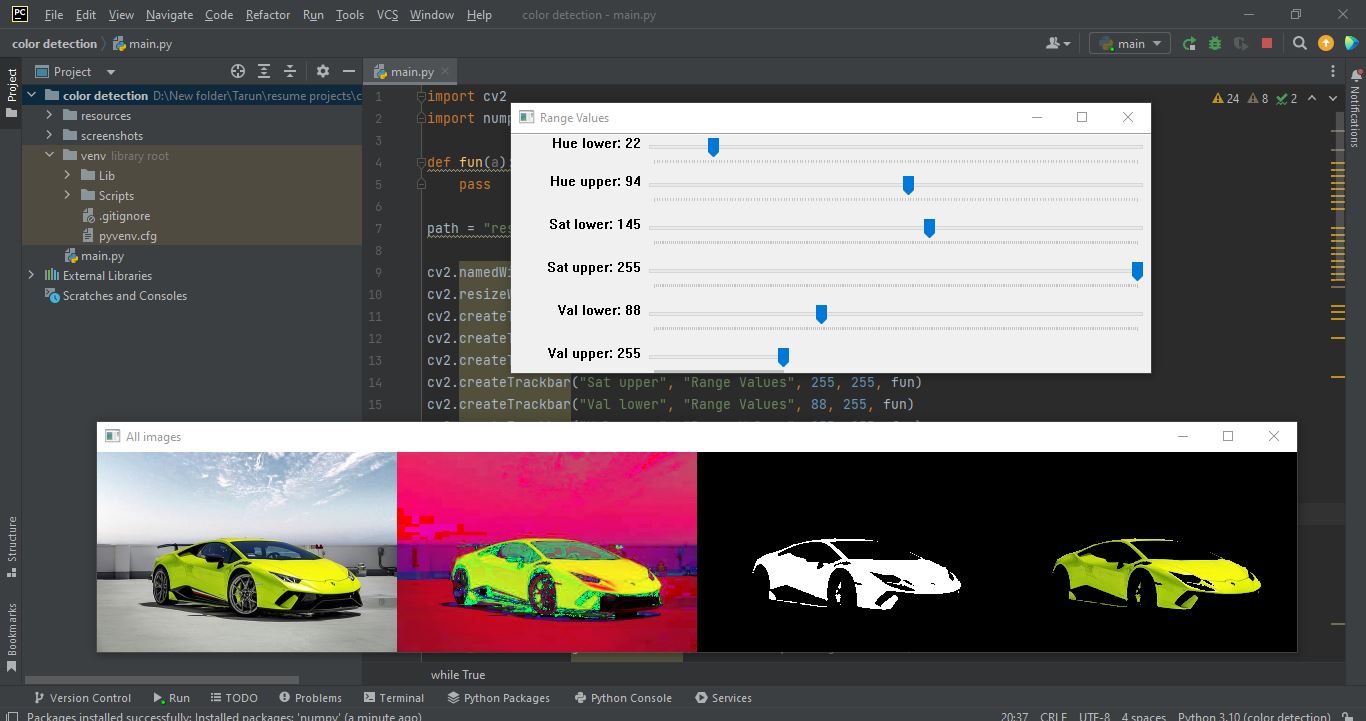 PC File Edit View Navigate Code Refactor Run Tools VCS Window Help color detection - main.py
color detection main.py main
Project main.py
color detection D:\New folder\Tarun\resume projects\c
resources
screenshots
venv library root
Lib
Scripts
.gitignore
pyvenv.cfg
main.py
External Libraries
Scratches and Consoles
Project
Structure
Bookmarks
Notifications
24 8 2
1 import cv2
2 import nump
3
4 def fun(a):
5 pass
6
7 path = "res
8
9 cv2.namedWi
10 cv2.resizeW
11 cv2.createT
12 cv2.createT
13 cv2.createT
14 cv2.createTrackbar("Sat upper", "Range Values", 255, 255, fun)
15 cv2.createTrackbar("Val lower", "Range Values", 88, 255, fun)
Range Values
Hue lower: 22
Hue upper: 94
Sat lower: 145
Sat upper: 255
Val lower: 88
Val upper: 255
All images
while True
Version Control Run TODO Problems Terminal Python Packages Python Console Services
Packages installed successfully: Installed packages: 'numpy' (a minute ago) 20:37 CRLF UTF-8 4 spaces Python 3.10 (color detection)